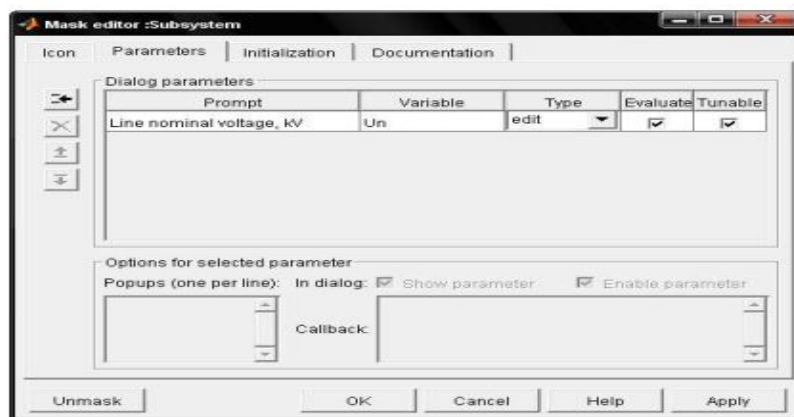 Mask editor :Subsystem
Icon Parameters Initialization Documentation
Dialog parameters
Prompt Variable Type Evaluate Tunable
Line nominal voltage, kV Un edit
Options for selected parameter
Popups (one per line): In dialog: Show parameter Enable parameter
Callback:
Unmask OK Cancel Help Apply